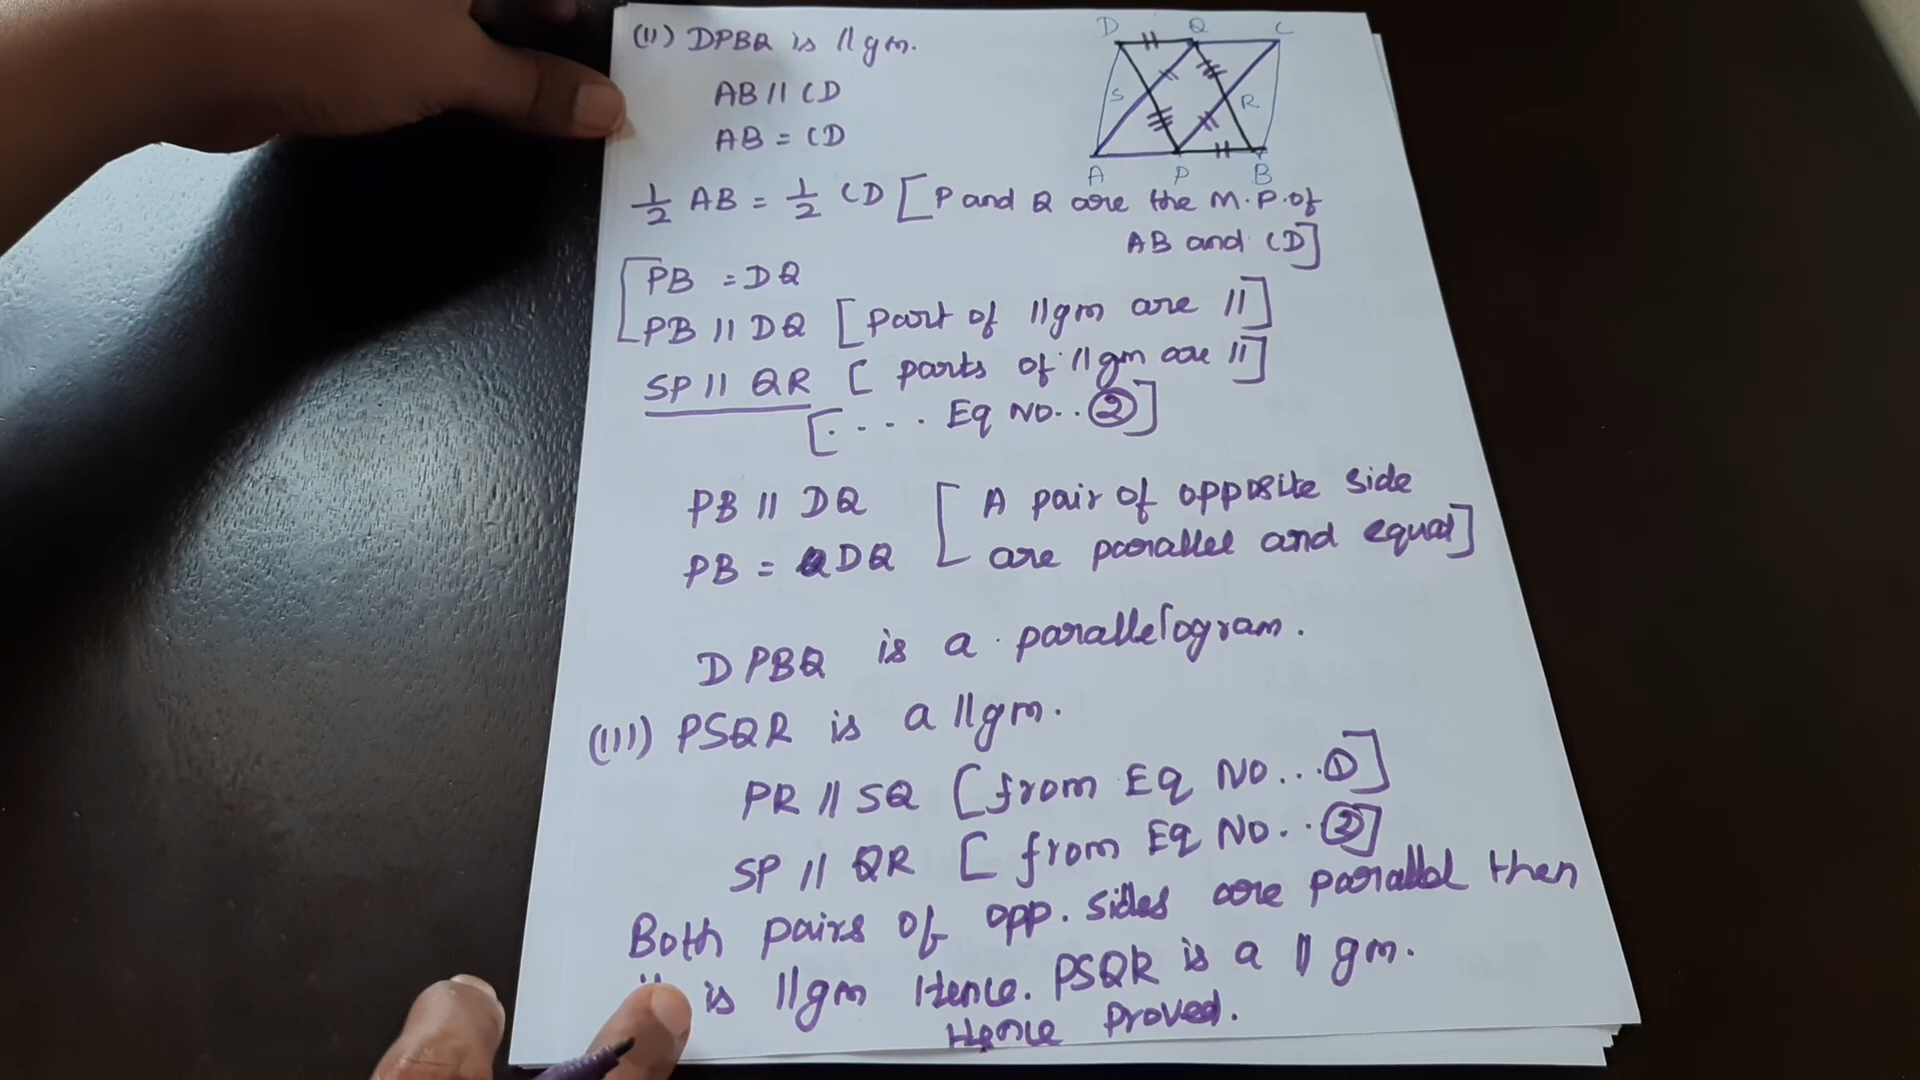 (ii) DPBQ is ||gm.
D Q C
AB || CD
S R
AB = CD
A P B
1/2 AB = 1/2 CD [P and Q are the M.P. of
AB and CD]
[PB = DQ
PB || DQ [part of ||gm are ||]
SP || QR [parts of ||gm are ||]
[.... Eq No.. ②]
PB || DQ [A pair of opposite side
PB = DQ are parallel and equal]
DPBQ is a parallelogram.
(iii) PSQR is a ||gm.
PR || SQ [from Eq No... ①]
SP || QR [from Eq No.. ②]
Both pairs of opp. sides are parallel then
is ||gm Hence. PSQR is a || gm.
Hence Proved.